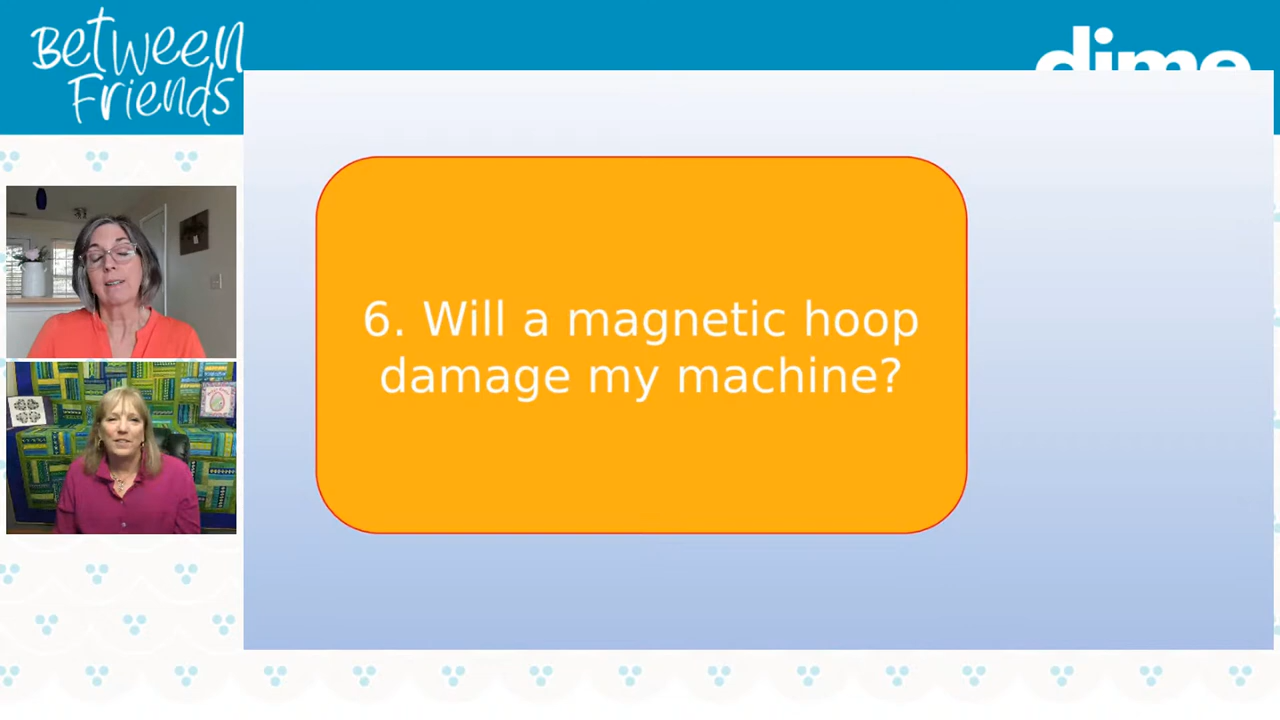 Between
Friends
dime
6. Will a magnetic hoop
damage my machine?